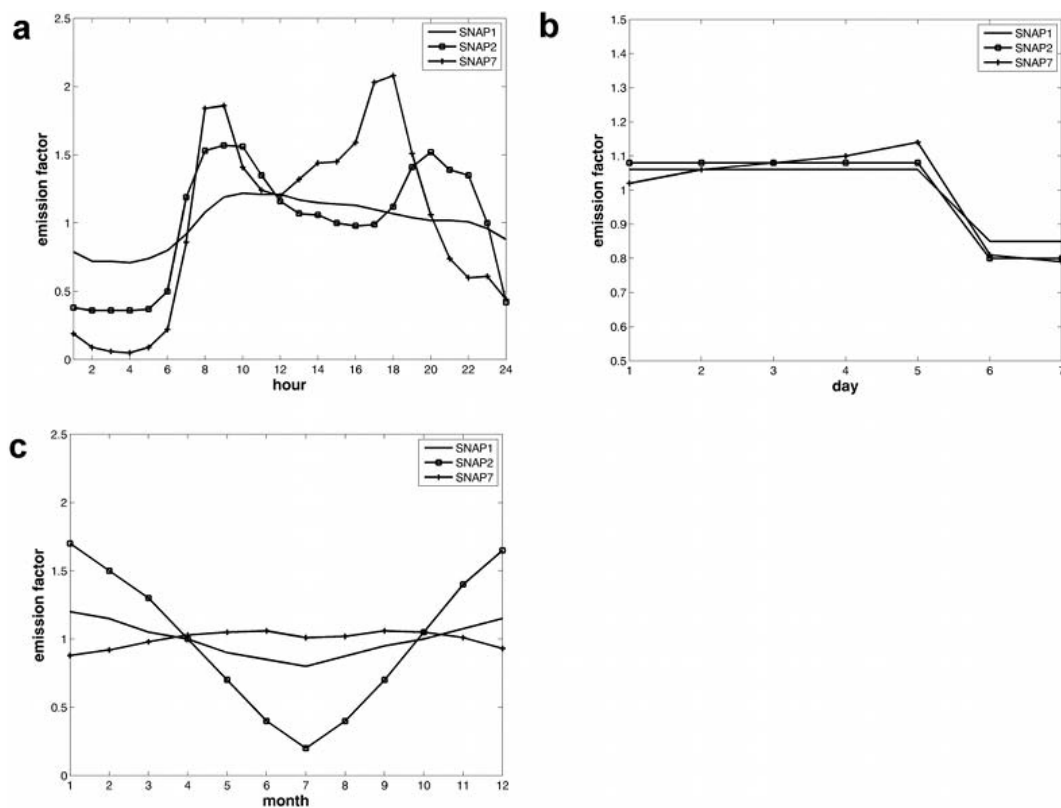 a
2.5
2
1.5
1
0.5
0
emission factor
2 4 6 8 10 12 14 16 18 20 22 24
hour
SNAP1
SNAP2
SNAP7
b
1.5
1.4
1.3
1.2
1.1
1
0.9
0.8
0.7
0.6
0.5
emission factor
1 2 3 4 5 6 7
day
SNAP1
SNAP2
SNAP7
c
2.5
2
1.5
1
0.5
0
emission factor
1 2 3 4 5 6 7 8 9 10 11 12
month
SNAP1
SNAP2
SNAP7